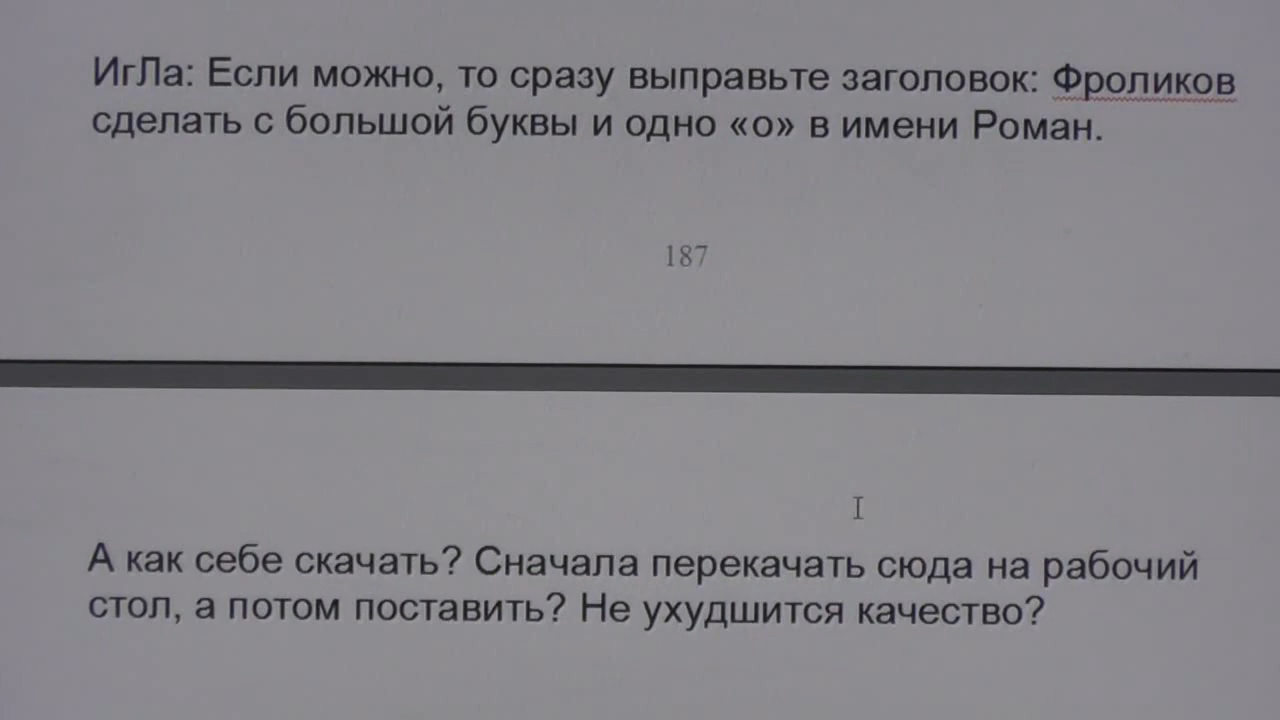 ИгЛа: Если можно, то сразу выправьте заголовок: Фроликов
сделать с большой буквы и одно «о» в имени Роман.
187
А как себе скачать? Сначала перекачать сюда на рабочий
стол, а потом поставить? Не ухудшится качество?